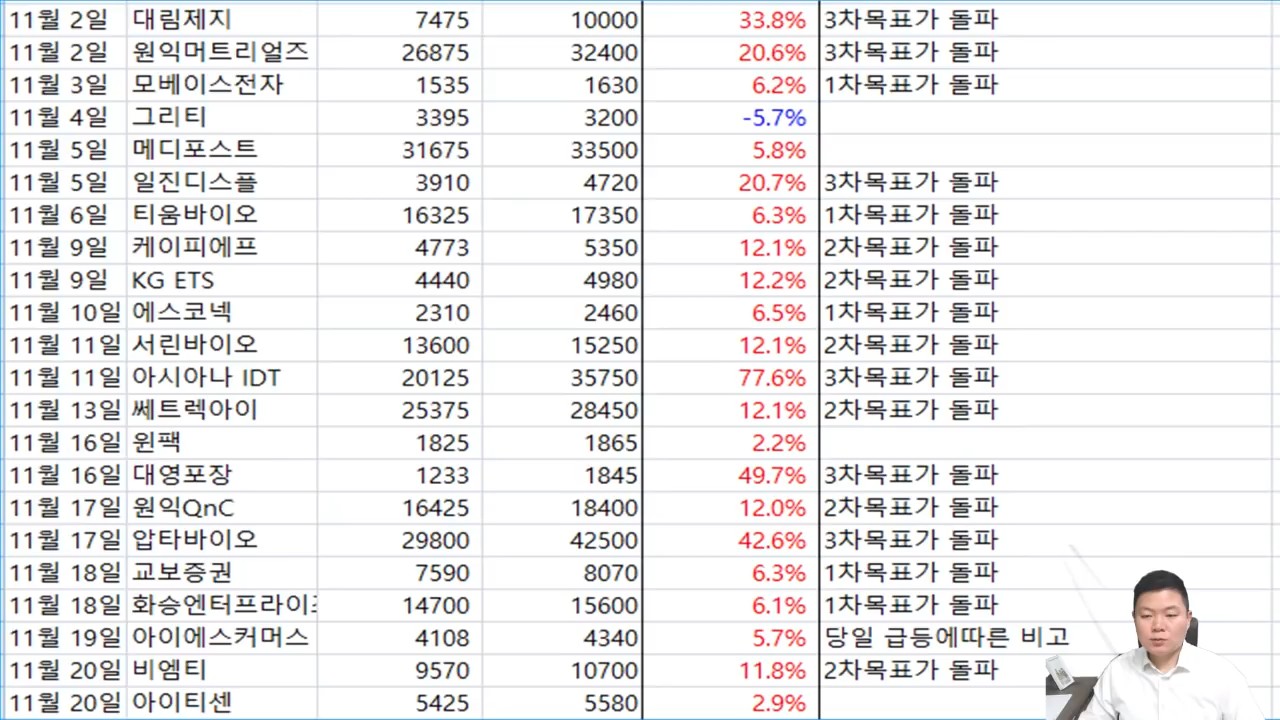 11월 2일 대림제지 7475 10000 33.8% 3차목표가 돌파
11월 2일 원익머트리얼즈 26875 32400 20.6% 3차목표가 돌파
11월 3일 모베이스전자 1535 1630 6.2% 1차목표가 돌파
11월 4일 그리티 3395 3200 -5.7%
11월 5일 메디포스트 31675 33500 5.8%
11월 5일 일진디스플 3910 4720 20.7% 3차목표가 돌파
11월 6일 티움바이오 16325 17350 6.3% 1차목표가 돌파
11월 9일 케이피에프 4773 5350 12.1% 2차목표가 돌파
11월 9일 KG ETS 4440 4980 12.2% 2차목표가 돌파
11월 10일 에스코넥 2310 2460 6.5% 1차목표가 돌파
11월 11일 서린바이오 13600 15250 12.1% 2차목표가 돌파
11월 11일 아시아나 IDT 20125 35750 77.6% 3차목표가 돌파
11월 13일 쎄트렉아이 25375 28450 12.1% 2차목표가 돌파
11월 16일 윈팩 1825 1865 2.2%
11월 16일 대영포장 1233 1845 49.7% 3차목표가 돌파
11월 17일 원익QnC 16425 18400 12.0% 2차목표가 돌파
11월 17일 압타바이오 29800 42500 42.6% 3차목표가 돌파
11월 18일 교보증권 7590 8070 6.3% 1차목표가 돌파
11월 18일 화승엔터프라이즈 14700 15600 6.1% 1차목표가 돌파
11월 19일 아이에스커머스 4108 4340 5.7% 당일 급등에따른 비고
11월 20일 비엠티 9570 10700 11.8% 2차목표가 돌파
11월 20일 아이티센 5425 5580 2.9%